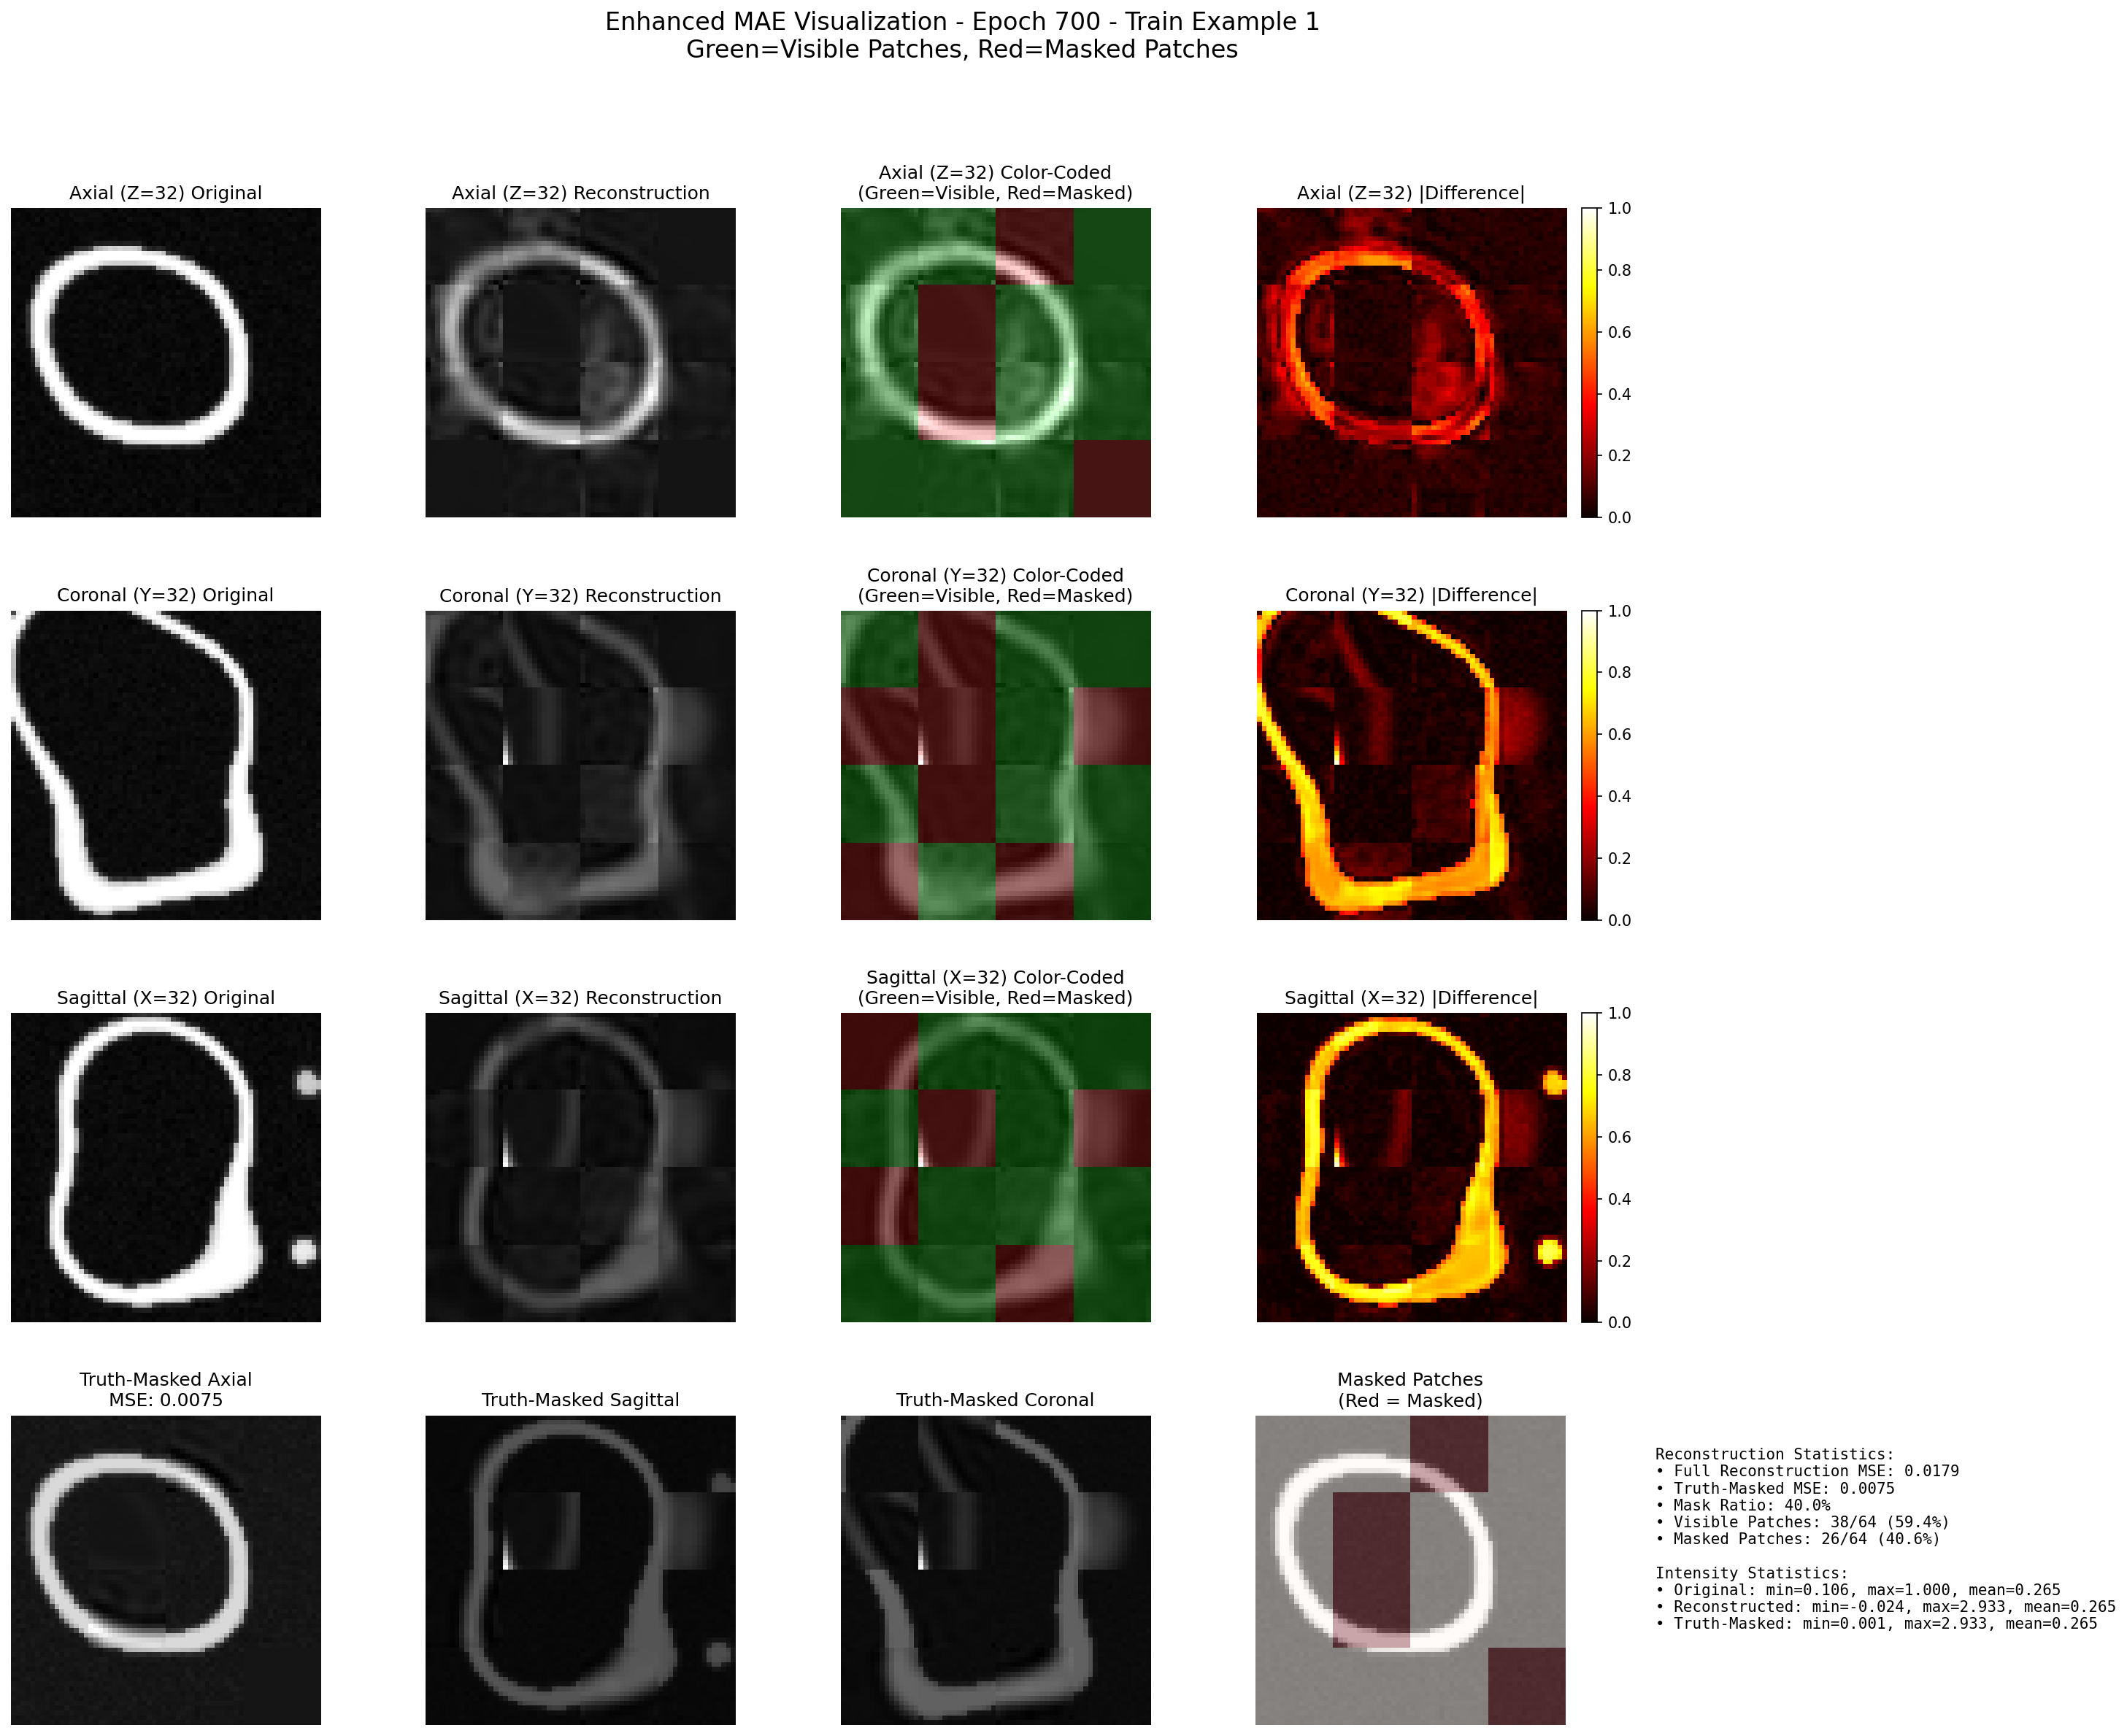 Enhanced MAE Visualization - Epoch 700 - Train Example 1
Green=Visible Patches, Red=Masked Patches
Axial (Z=32) Original
Axial (Z=32) Reconstruction
Axial (Z=32) Color-Coded
(Green=Visible, Red=Masked)
Axial (Z=32) |Difference|
1.0
0.8
0.6
0.4
0.2
0.0
Coronal (Y=32) Original
Coronal (Y=32) Reconstruction
Coronal (Y=32) Color-Coded
(Green=Visible, Red=Masked)
Coronal (Y=32) |Difference|
1.0
0.8
0.6
0.4
0.2
0.0
Sagittal (X=32) Original
Sagittal (X=32) Reconstruction
Sagittal (X=32) Color-Coded
(Green=Visible, Red=Masked)
Sagittal (X=32) |Difference|
1.0
0.8
0.6
0.4
0.2
0.0
Truth-Masked Axial
MSE: 0.0075
Truth-Masked Sagittal
Truth-Masked Coronal
Masked Patches
(Red = Masked)
Reconstruction Statistics:
• Full Reconstruction MSE: 0.0179
• Truth-Masked MSE: 0.0075
• Mask Ratio: 40.0%
• Visible Patches: 38/64 (59.4%)
• Masked Patches: 26/64 (40.6%)
Intensity Statistics:
• Original: min=0.106, max=1.000, mean=0.265
• Reconstructed: min=-0.024, max=2.933, mean=0.265
• Truth-Masked: min=0.001, max=2.933, mean=0.265